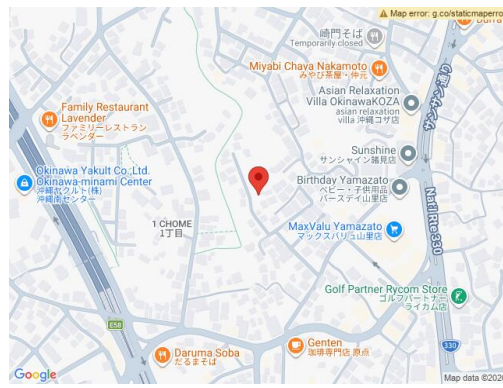 Map error: g.co/staticmaperro
崎門そば
Temporarily closed
Miyabi Chaya Nakamoto
みやび茶屋・仲元
Asian Relaxation
Villa OkinawaKOZA
asian relaxation
villa 沖縄コザ店
サンサン通り
Family Restaurant
Lavender
ファミリーレストラン
ラベンダー
Sunshine
サンシャイン諸見店
Okinawa Yakult Co.,Ltd.
Okinawa-minami Center
沖縄ヤクルト(株)
沖縄南センター
Birthday Yamazato
ベビー・子供用品
バースデイ山里店
Nat'l Rte 330
1 CHOME
1丁目
MaxValu Yamazato
マックスバリュ山里店
Golf Partner Rycom Store
ゴルフパートナー
ライカム店
E58
Daruma Soba
だるまそば
Genten
珈琲専門店 原点
330
Google
Map data ©202